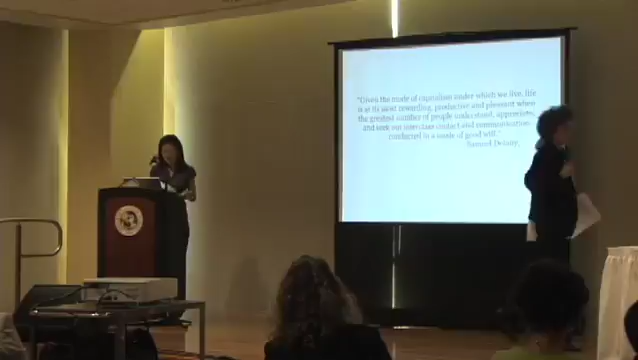 "Given the mode of capitalism under which we live, life
is at its most rewarding, productive and pleasant when
the greatest number of people understand, appreciate,
and seek out interclass contact and communication
conducted in a mode of good will."
Samuel Delany,